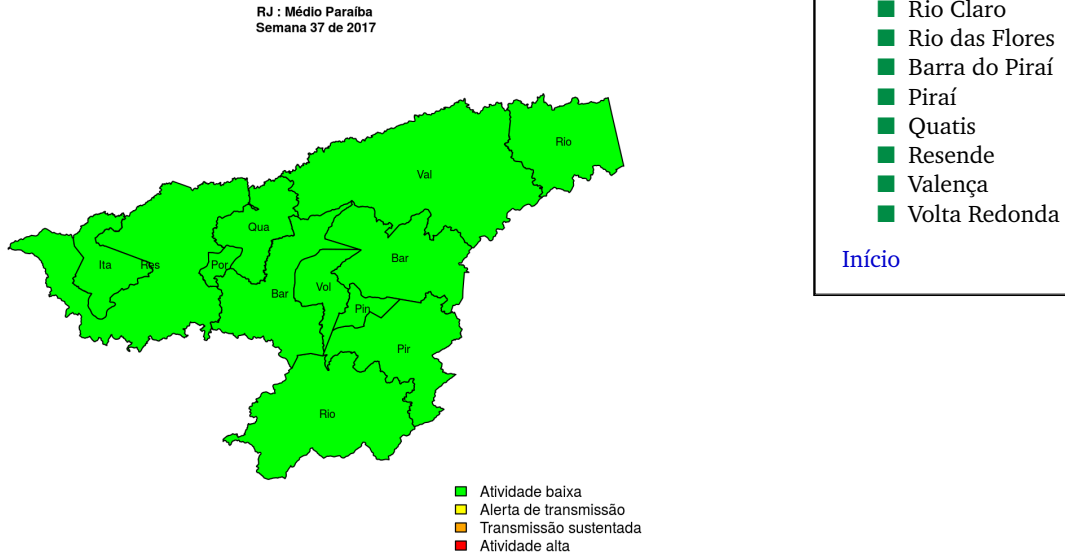 RJ : Médio Paraíba
Semana 37 de 2017
Rio
Val
Qua
Ita
Res
Por
Bar
Bar
Vol
Pin
Pir
Rio
Atividade baixa
Alerta de transmissão
Transmissão sustentada
Atividade alta
Rio Claro
Rio das Flores
Barra do Piraí
Piraí
Quatis
Resende
Valença
Volta Redonda
Início